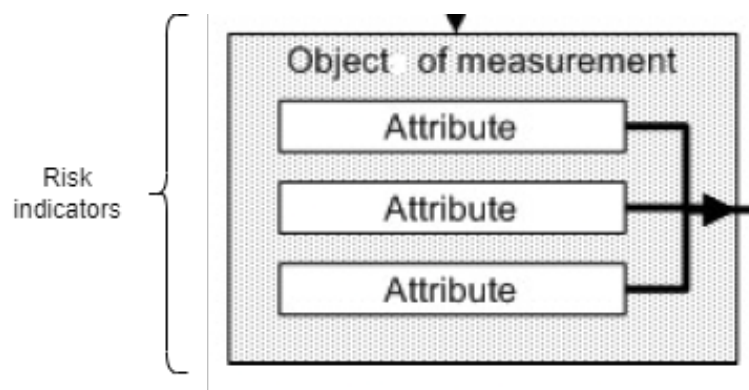 Object of measurement
Attribute
Risk
indicators
Attribute
Attribute